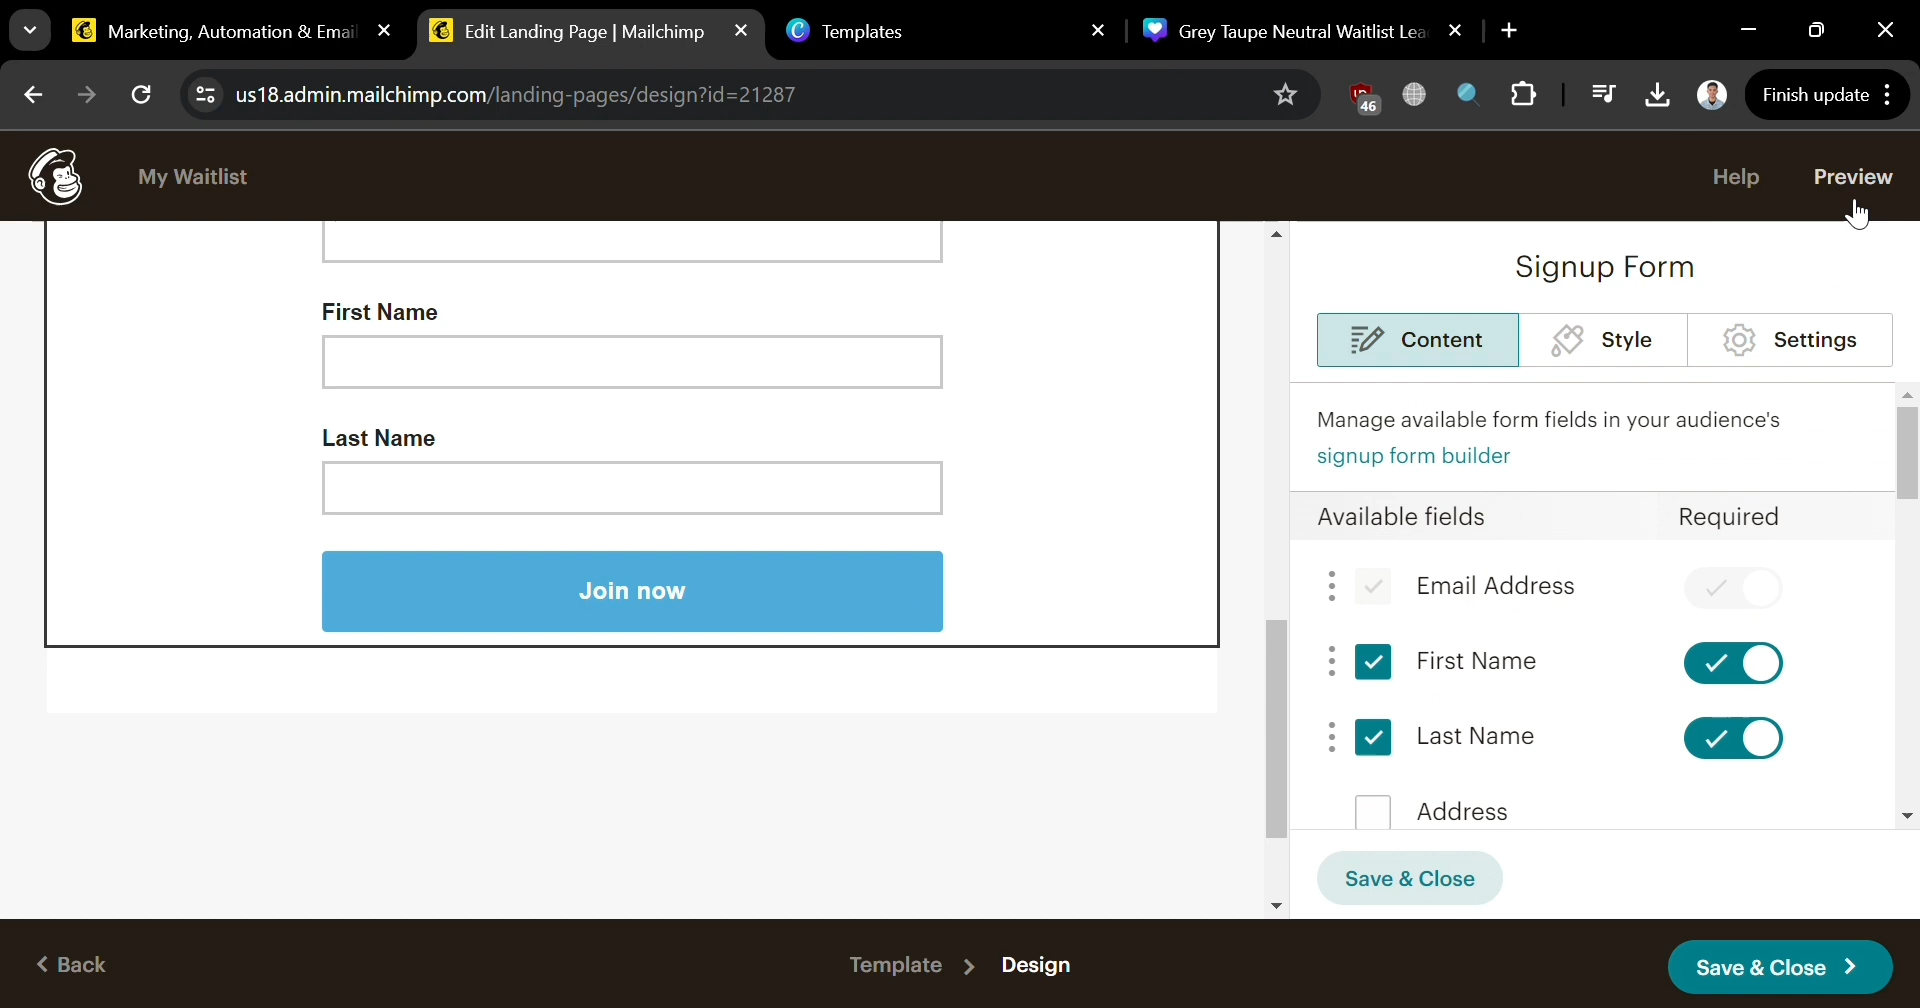 Marketing, Automation & Email
Edit Landing Page | Mailchimp
Templates
Grey Taupe Neutral Waitlist Lea
us18.admin.mailchimp.com/landing-pages/design?id=21287
46
Finish update
My Waitlist
Help
Preview
First Name
Last Name
Join now
Signup Form
Content
Style
Settings
Manage available form fields in your audience's
signup form builder
Available fields
Required
Email Address
First Name
Last Name
Address
Save & Close
Back
Template
Design
Save & Close